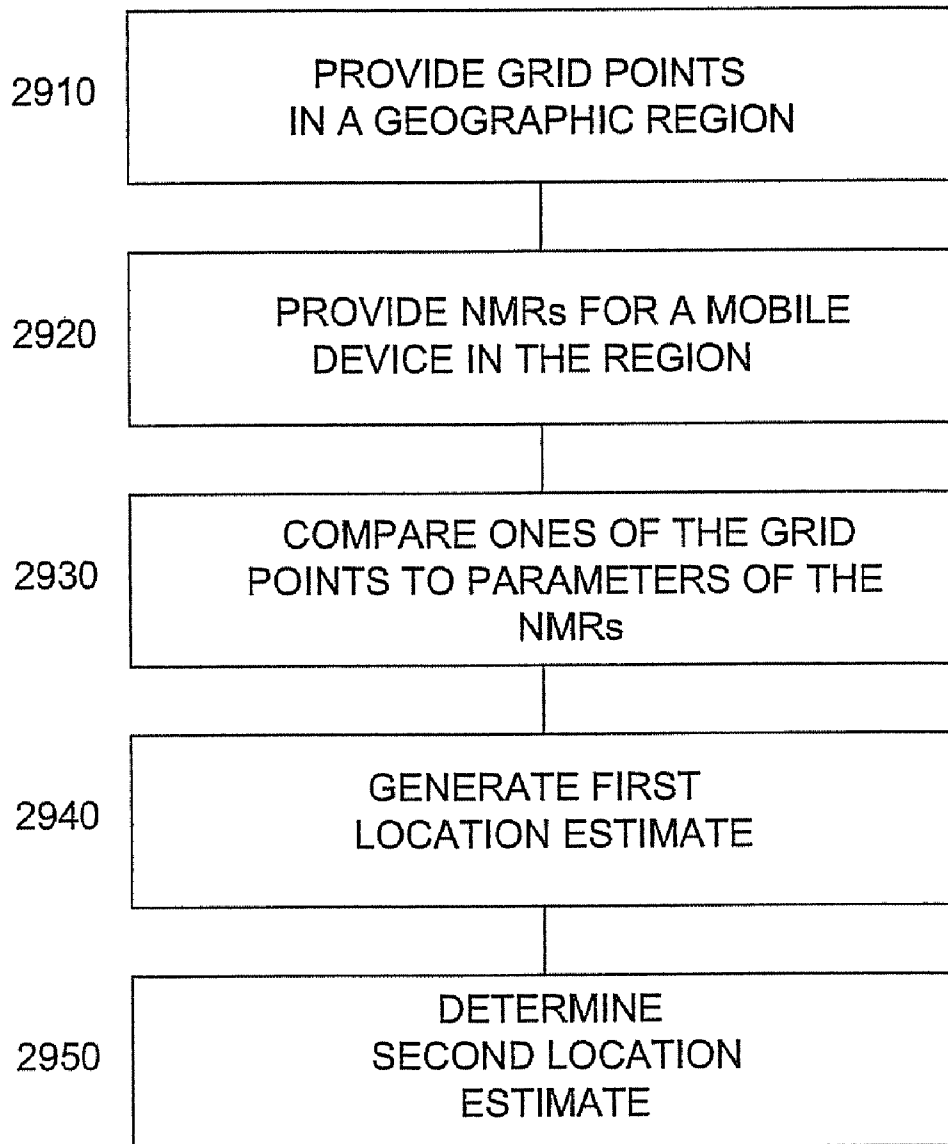 2910
PROVIDE GRID POINTS
IN A GEOGRAPHIC REGION
2920
PROVIDE NMRs FOR A MOBILE
DEVICE IN THE REGION
2930
COMPARE ONES OF THE GRID
POINTS TO PARAMETERS OF THE
NMRs
2940
GENERATE FIRST
LOCATION ESTIMATE
2950
DETERMINE
SECOND LOCATION
ESTIMATE